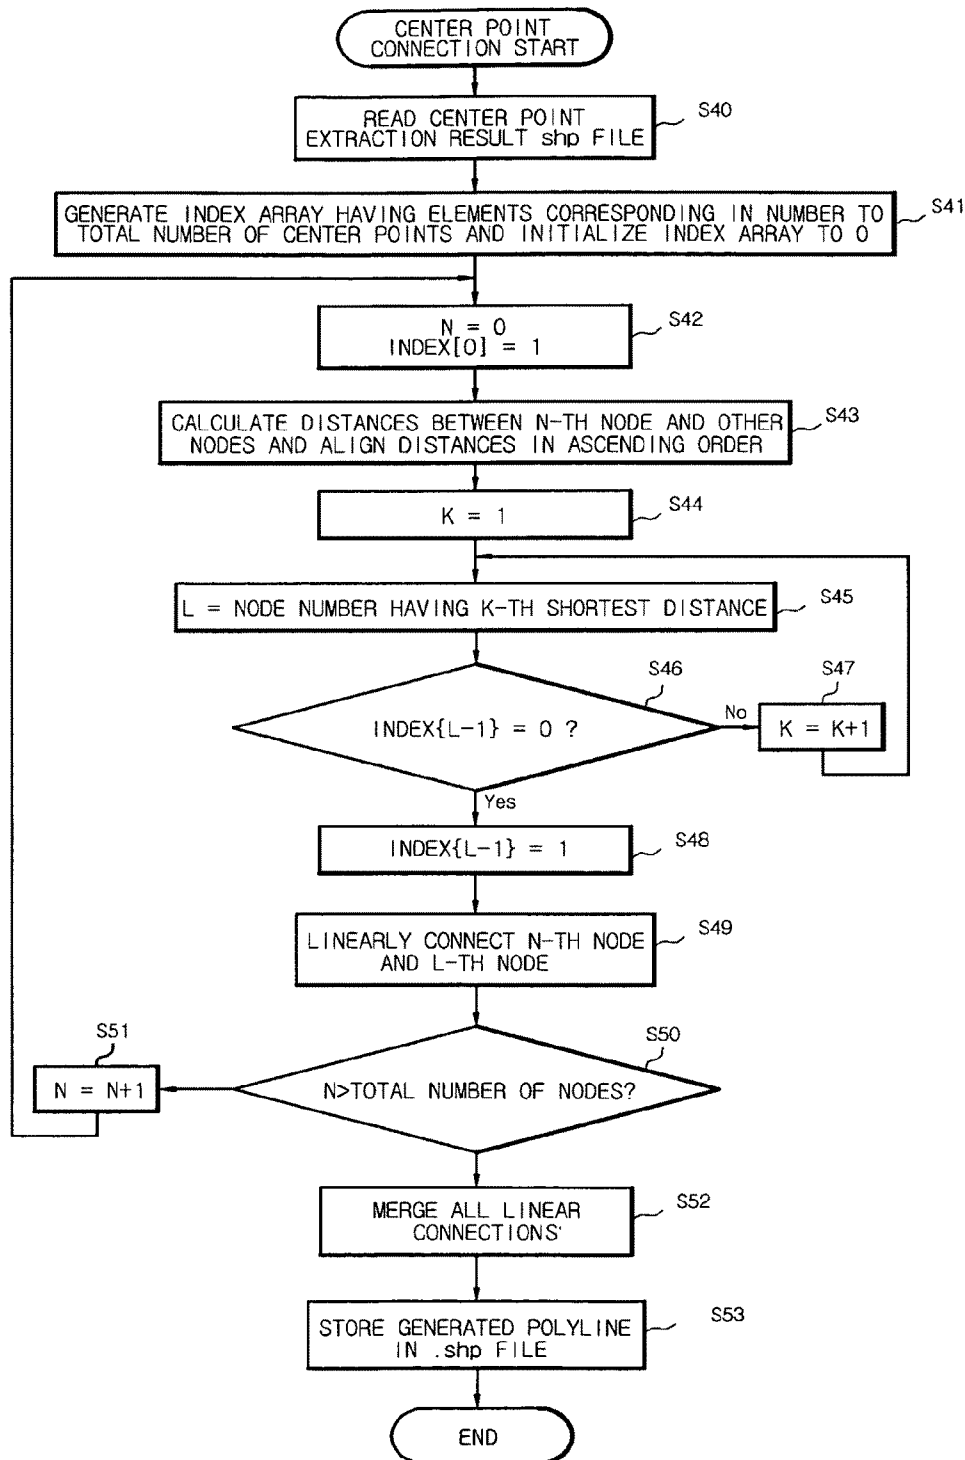 CENTER POINT
CONNECTION START
READ CENTER POINT
EXTRACTION RESULT shp FILE
S40
GENERATE INDEX ARRAY HAVING ELEMENTS CORRESPONDING IN NUMBER TO
TOTAL NUMBER OF CENTER POINTS AND INITIALIZE INDEX ARRAY TO 0
S41
N = 0
INDEX[0] = 1
S42
CALCULATE DISTANCES BETWEEN N-TH NODE AND OTHER
NODES AND ALIGN DISTANCES IN ASCENDING ORDER
S43
K = 1
S44
L = NODE NUMBER HAVING K-TH SHORTEST DISTANCE
S45
INDEX{L-1} = 0 ?
S46
No
K = K+1
S47
Yes
INDEX{L-1} = 1
S48
LINEARLY CONNECT N-TH NODE
AND L-TH NODE
S49
N>TOTAL NUMBER OF NODES?
S50
S51
N = N+1
MERGE ALL LINEAR
CONNECTIONS'
S52
STORE GENERATED POLYLINE
IN .shp FILE
S53
END